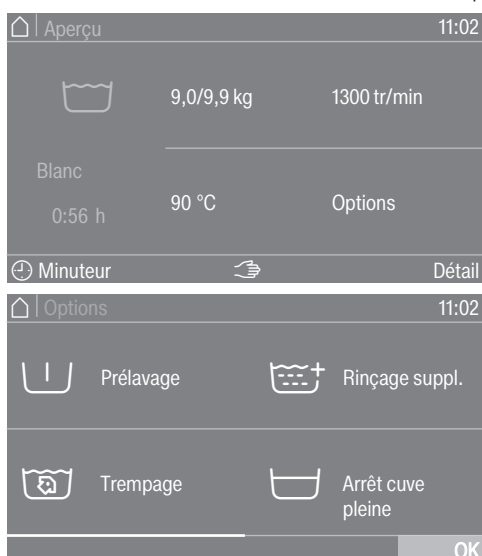 Aperçu 11:02
9,0/9,9 kg 1300 tr/min
Blanc
0:56 h
90 °C Options
Minuteur Détail
Options 11:02
Prélavage Rinçage suppl.
Trempage Arrêt cuve
pleine
OK